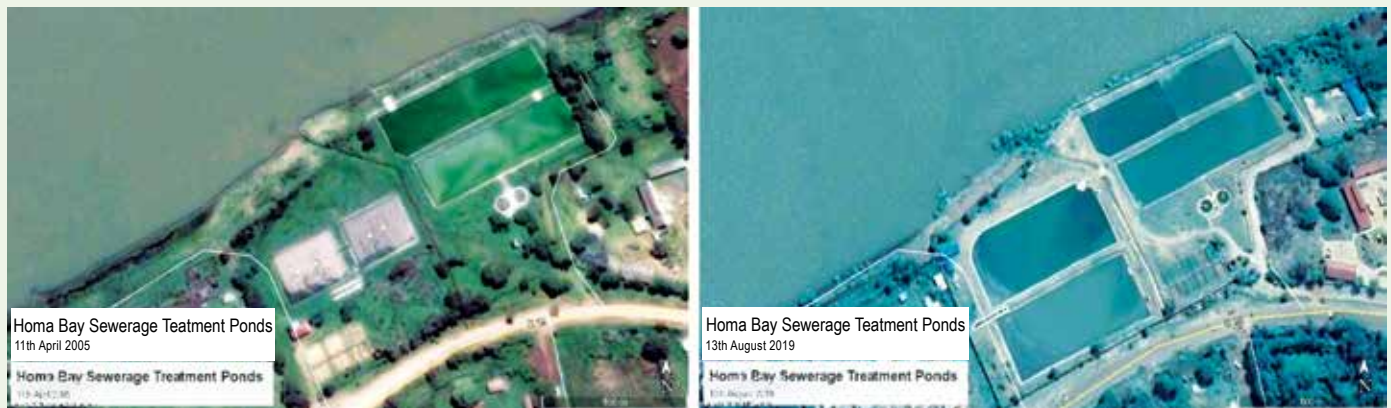 Homa Bay Sewerage Teatment Ponds
11th April 2005
Homa Bay Sewerage Treatment Ponds
Homa Bay Sewerage Teatment Ponds
13th August 2019
Homa Bay Sewerage Treatment Ponds